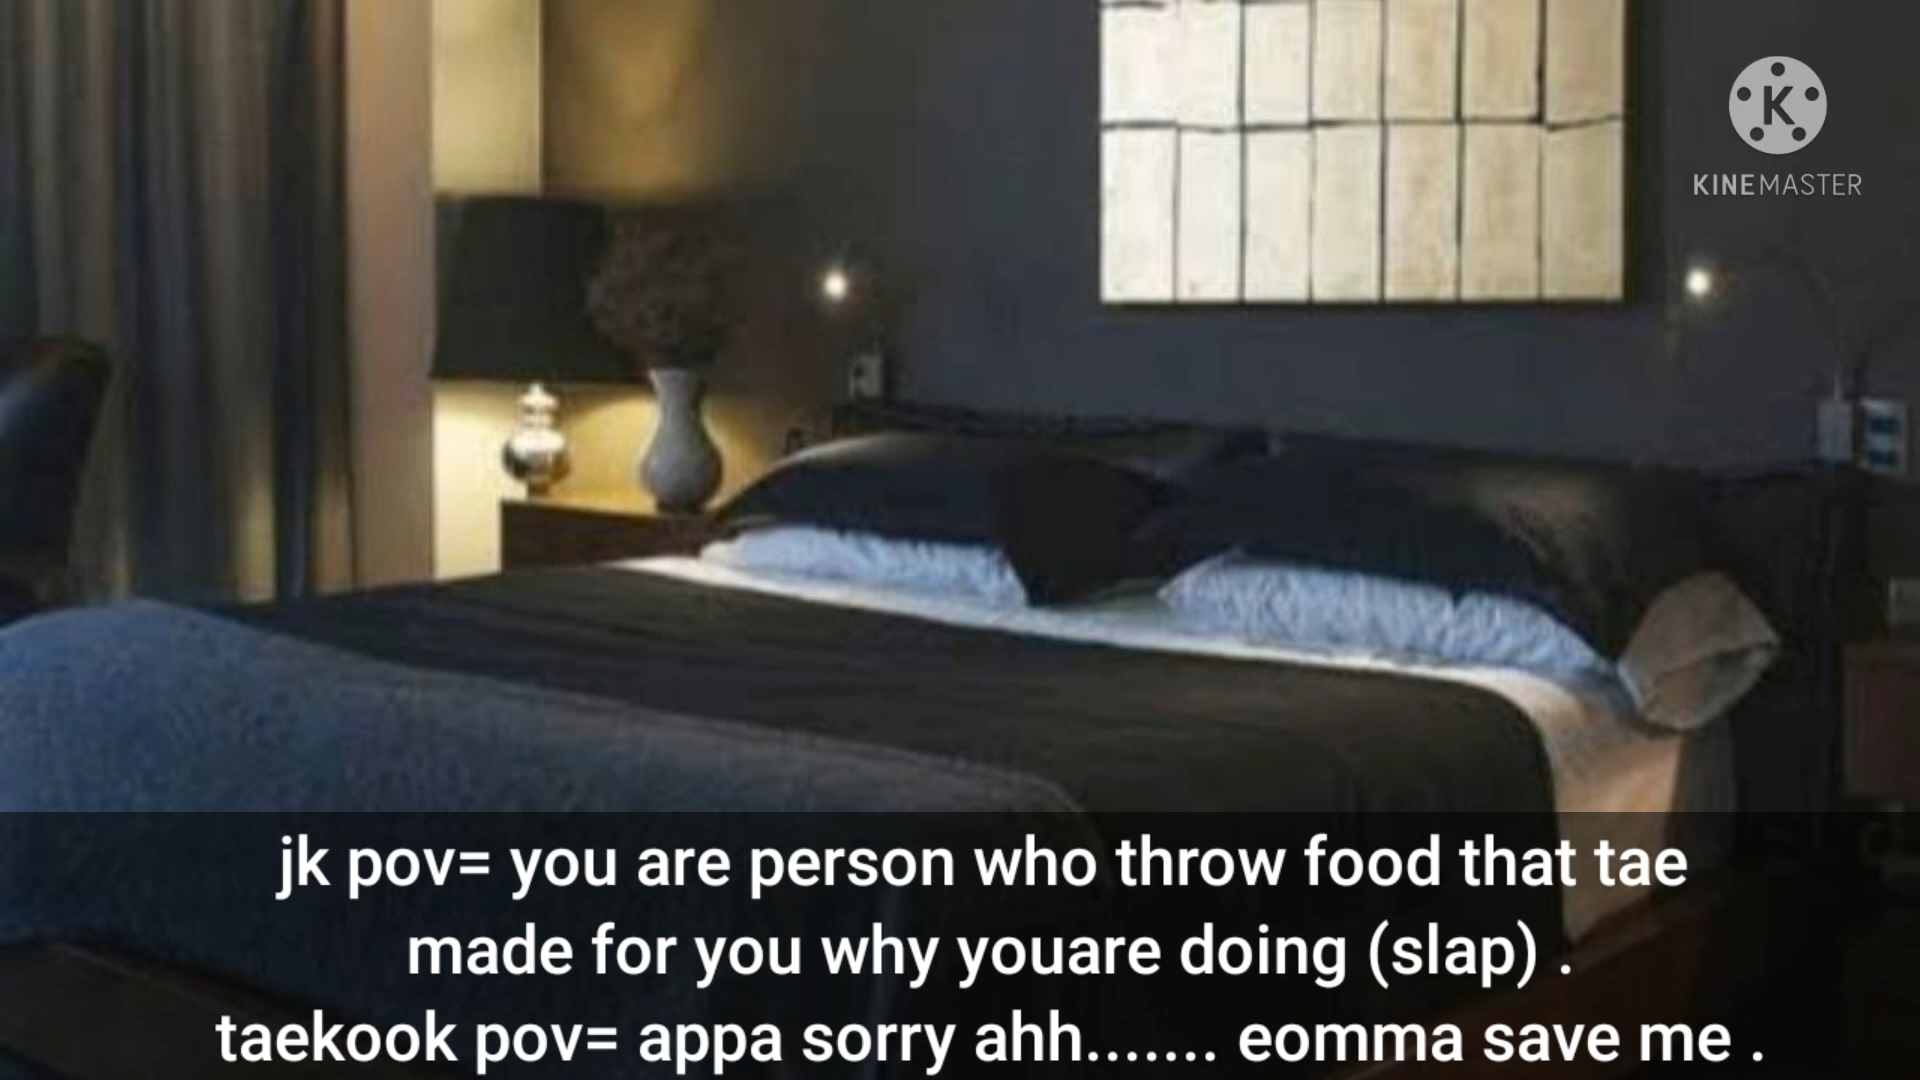 K
KINEMASTER
jk pov= you are person who throw food that tae
made for you why youare doing (slap) .
taekook pov= appa sorry ahh....... eomma save me .